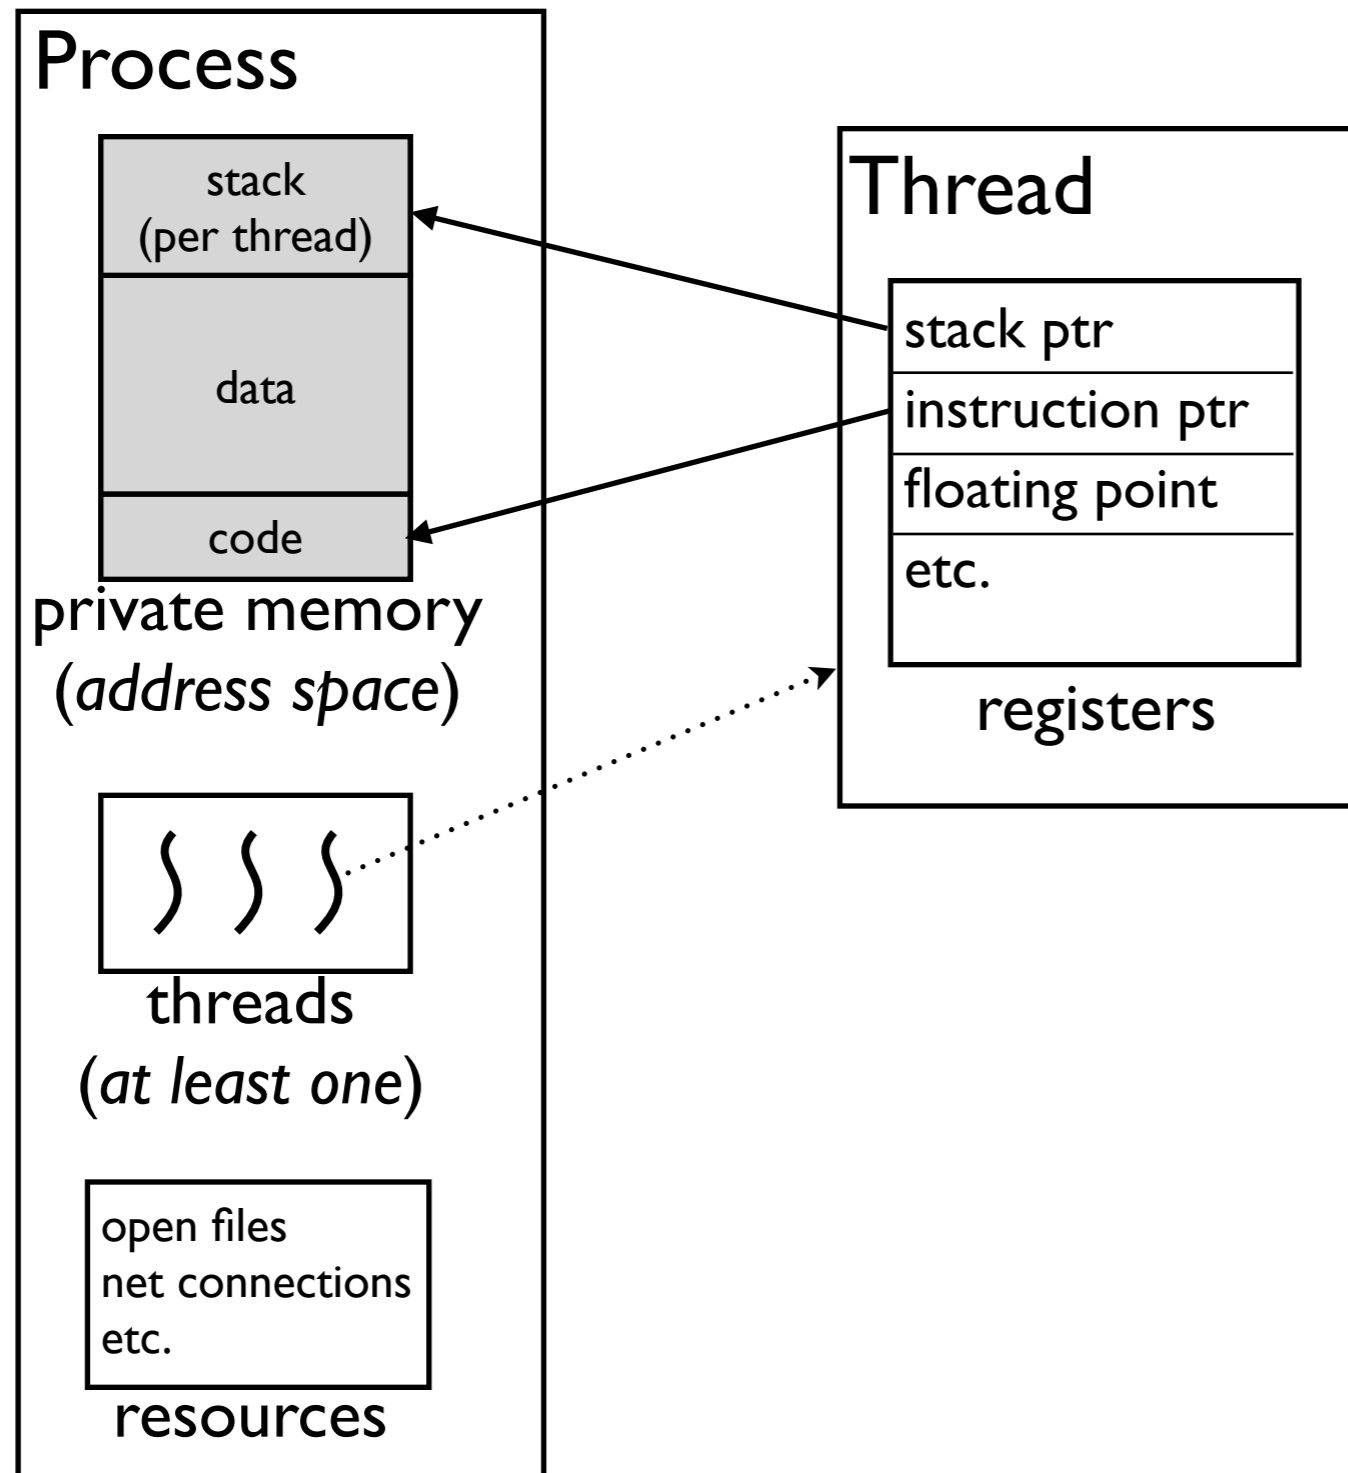 Process
stack
(per thread)
data
code
private memory
(address space)
threads
(at least one)
open files
net connections
etc.
resources
Thread
stack ptr
instruction ptr
floating point
etc.
registers